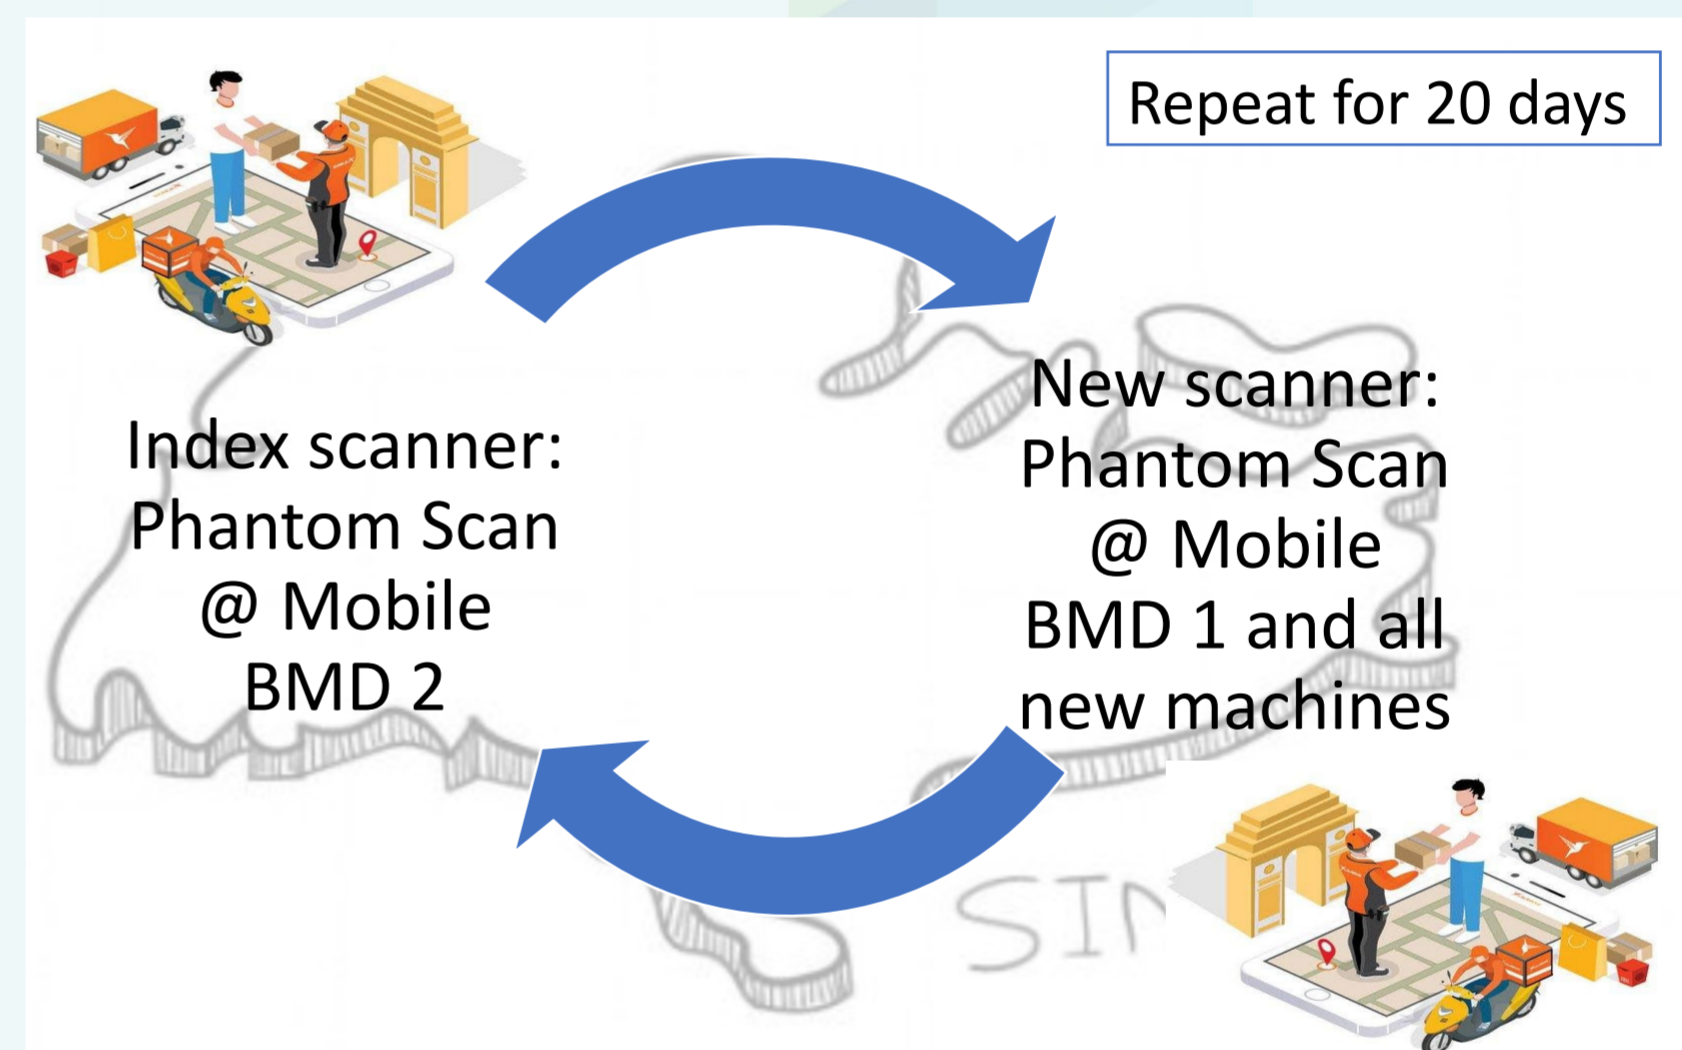 Repeat for 20 days
Index scanner:
Phantom Scan
@ Mobile
BMD 2
New scanner:
Phantom Scan
@ Mobile
BMD 1 and all
new machines
SIN